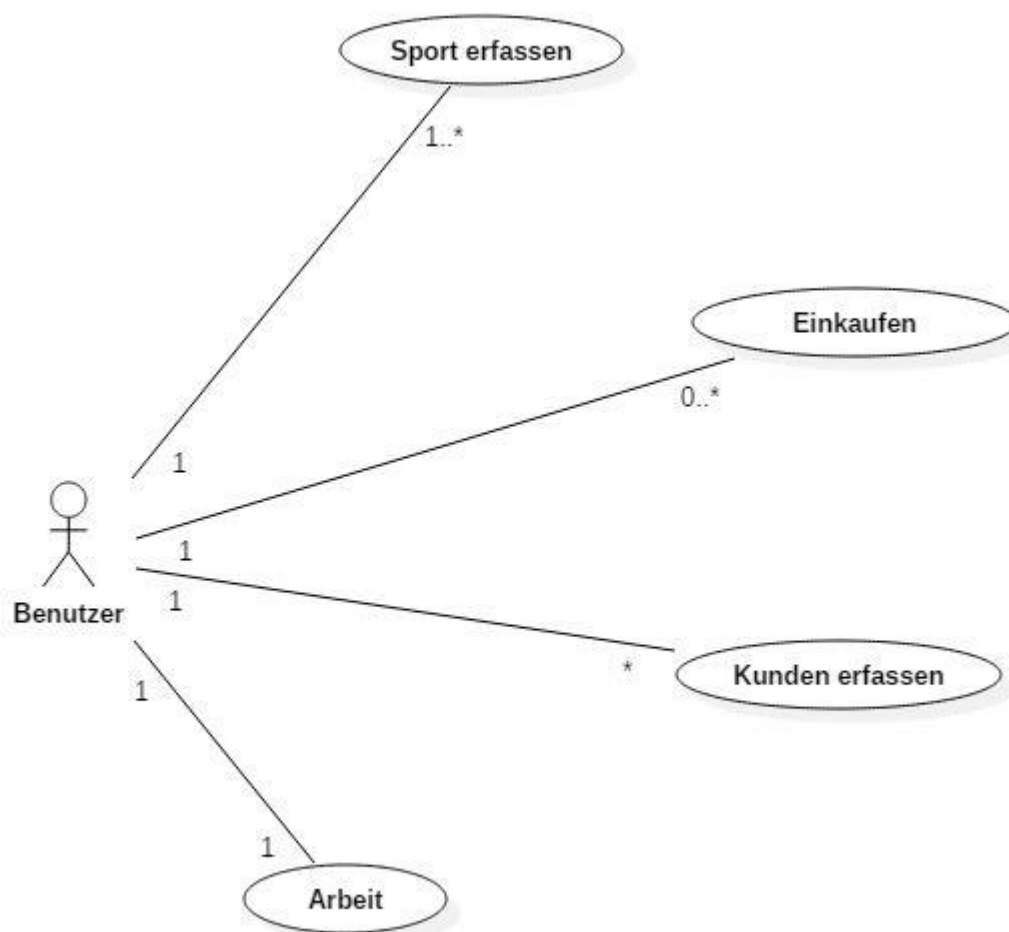 Sport erfassen
1..*
Einkaufen
0..*
1
1
Benutzer
1
Kunden erfassen
*
1
1
Arbeit